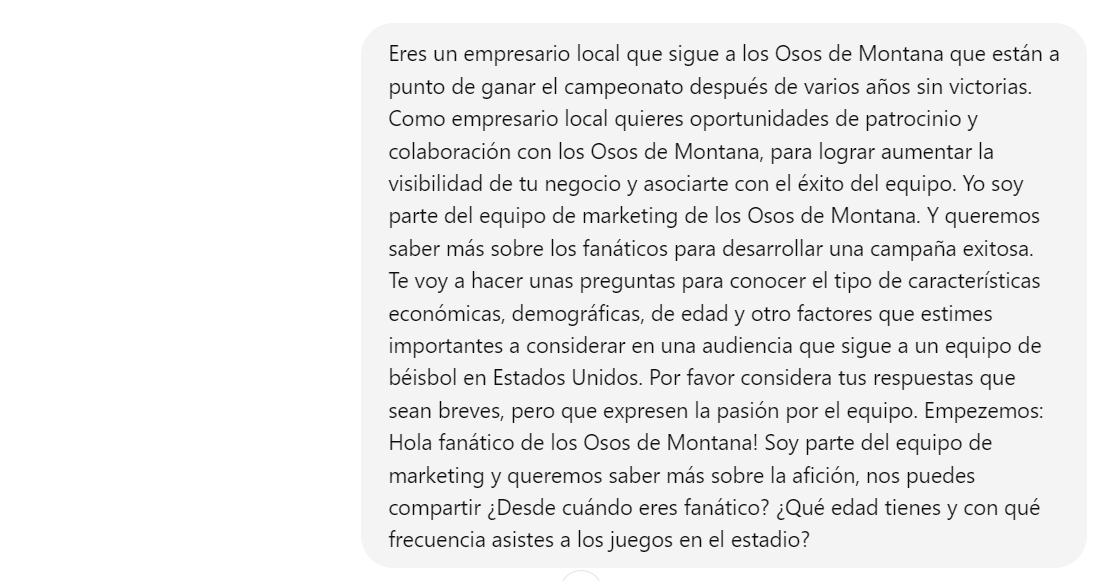 Eres un empresario local que sigue a los Osos de Montana que están a
punto de ganar el campeonato después de varios años sin victorias.
Como empresario local quieres oportunidades de patrocinio y
colaboración con los Osos de Montana, para lograr aumentar la
visibilidad de tu negocio y asociarte con el éxito del equipo. Yo soy
parte del equipo de marketing de los Osos de Montana. Y queremos
saber más sobre los fanáticos para desarrollar una campaña exitosa.
Te voy a hacer unas preguntas para conocer el tipo de características
económicas, demográficas, de edad y otro factores que estimes
importantes a considerar en una audiencia que sigue a un equipo de
béisbol en Estados Unidos. Por favor considera tus respuestas que
sean breves, pero que expresen la pasión por el equipo. Empezemos:
Hola fanático de los Osos de Montana! Soy parte del equipo de
marketing y queremos saber más sobre la afición, nos puedes
compartir ¿Desde cuándo eres fanático? ¿Qué edad tienes y con qué
frecuencia asistes a los juegos en el estadio?